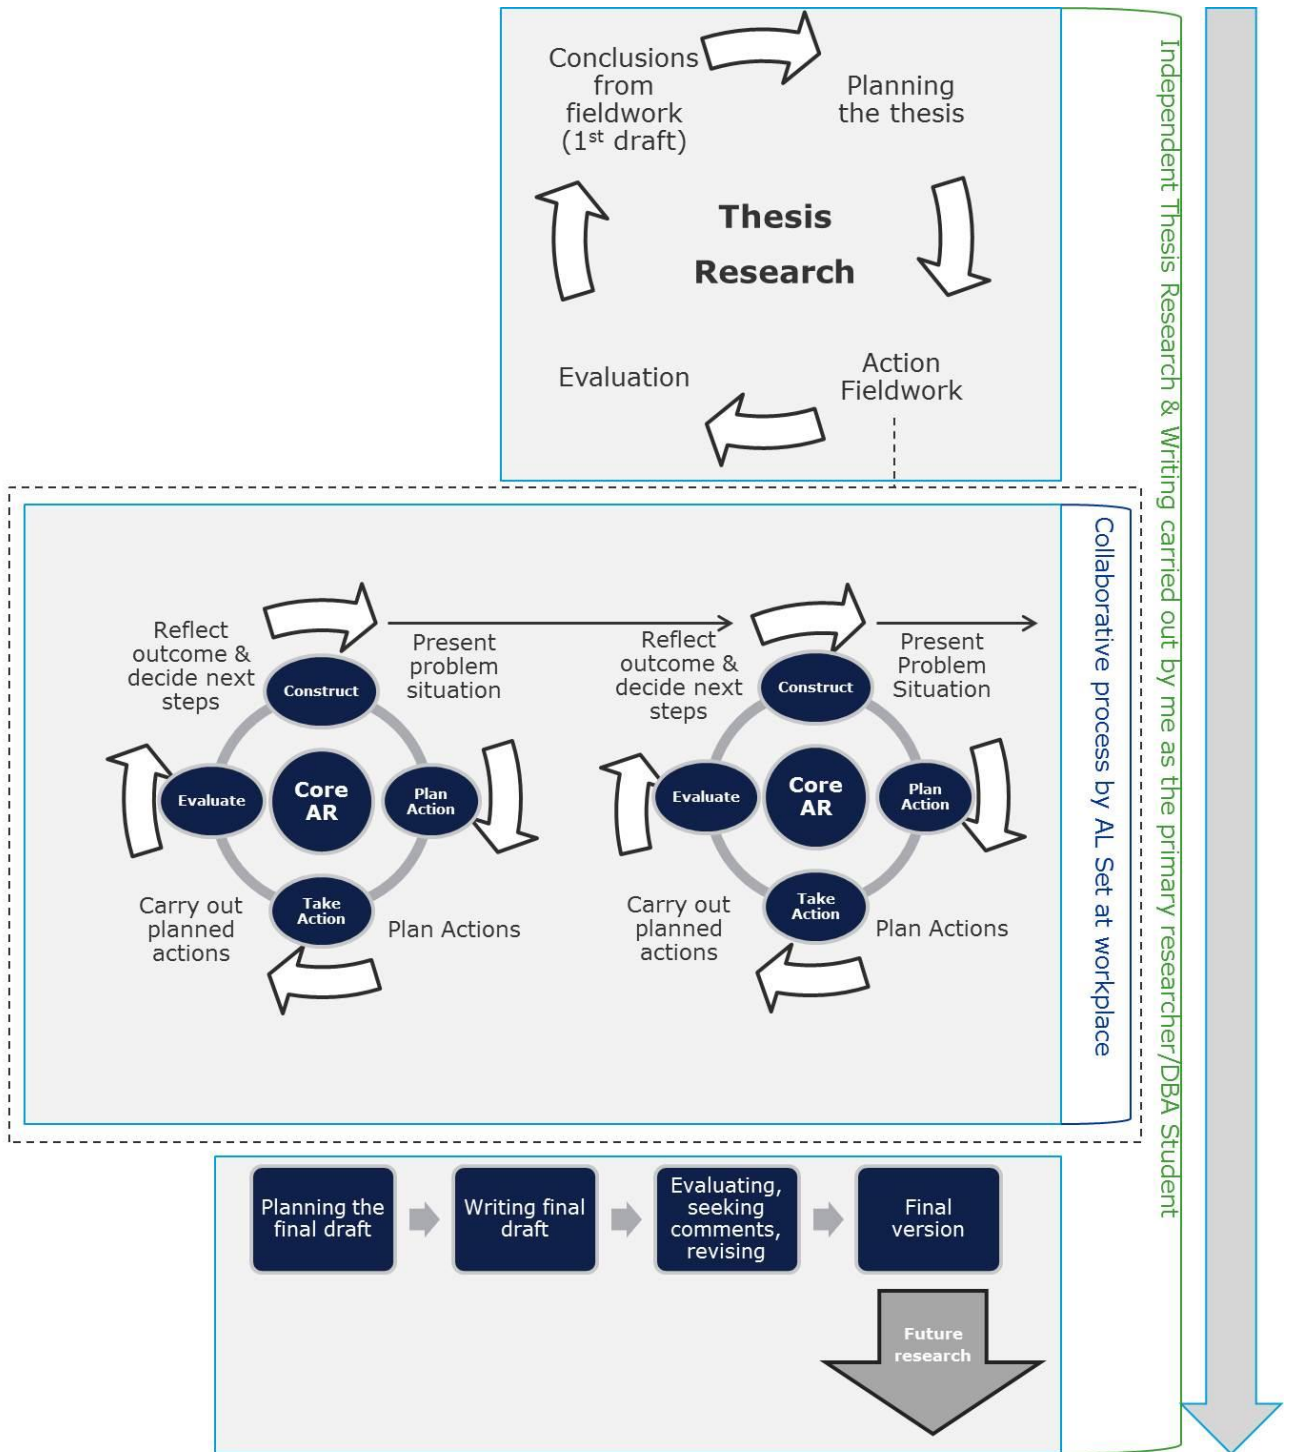 Conclusions
from
fieldwork
(1st draft)
Planning
the thesis
Thesis
Research
Evaluation
Action
Fieldwork
Independent Thesis Research & Writing carried out by me as the primary researcher/DBA Student
Collaborative process by AL Set at workplace
Reflect
outcome &
decide next
steps
Present
problem
situation
Construct
Evaluate
Core
AR
Plan
Action
Take
Action
Carry out
planned
actions
Plan Actions
Reflect
outcome &
decide next
steps
Present
Problem
Situation
Construct
Evaluate
Core
AR
Plan
Action
Take
Action
Carry out
planned
actions
Plan Actions
Planning the
final draft
Writing final
draft
Evaluating,
seeking
comments,
revising
Final
version
Future
research